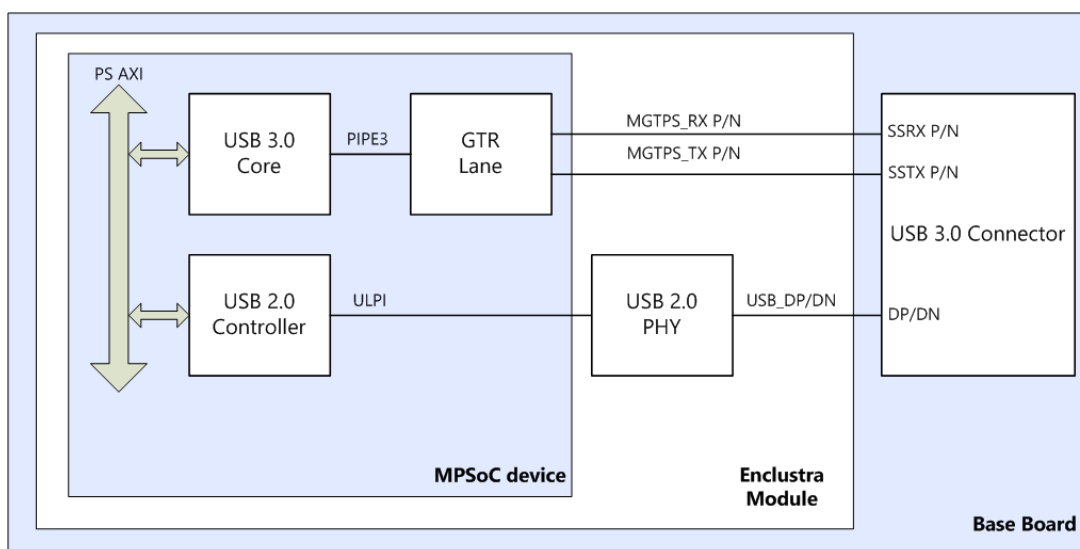 PS AXI
USB 3.0
Core
PIPE3
GTR
Lane
MGTPS_RX P/N
MGTPS_TX P/N
SSRX P/N
SSTX P/N
USB 3.0 Connector
USB 2.0
Controller
ULPI
USB 2.0
PHY
USB_DP/DN
DP/DN
MPSoC device
Enclustra
Module
Base Board